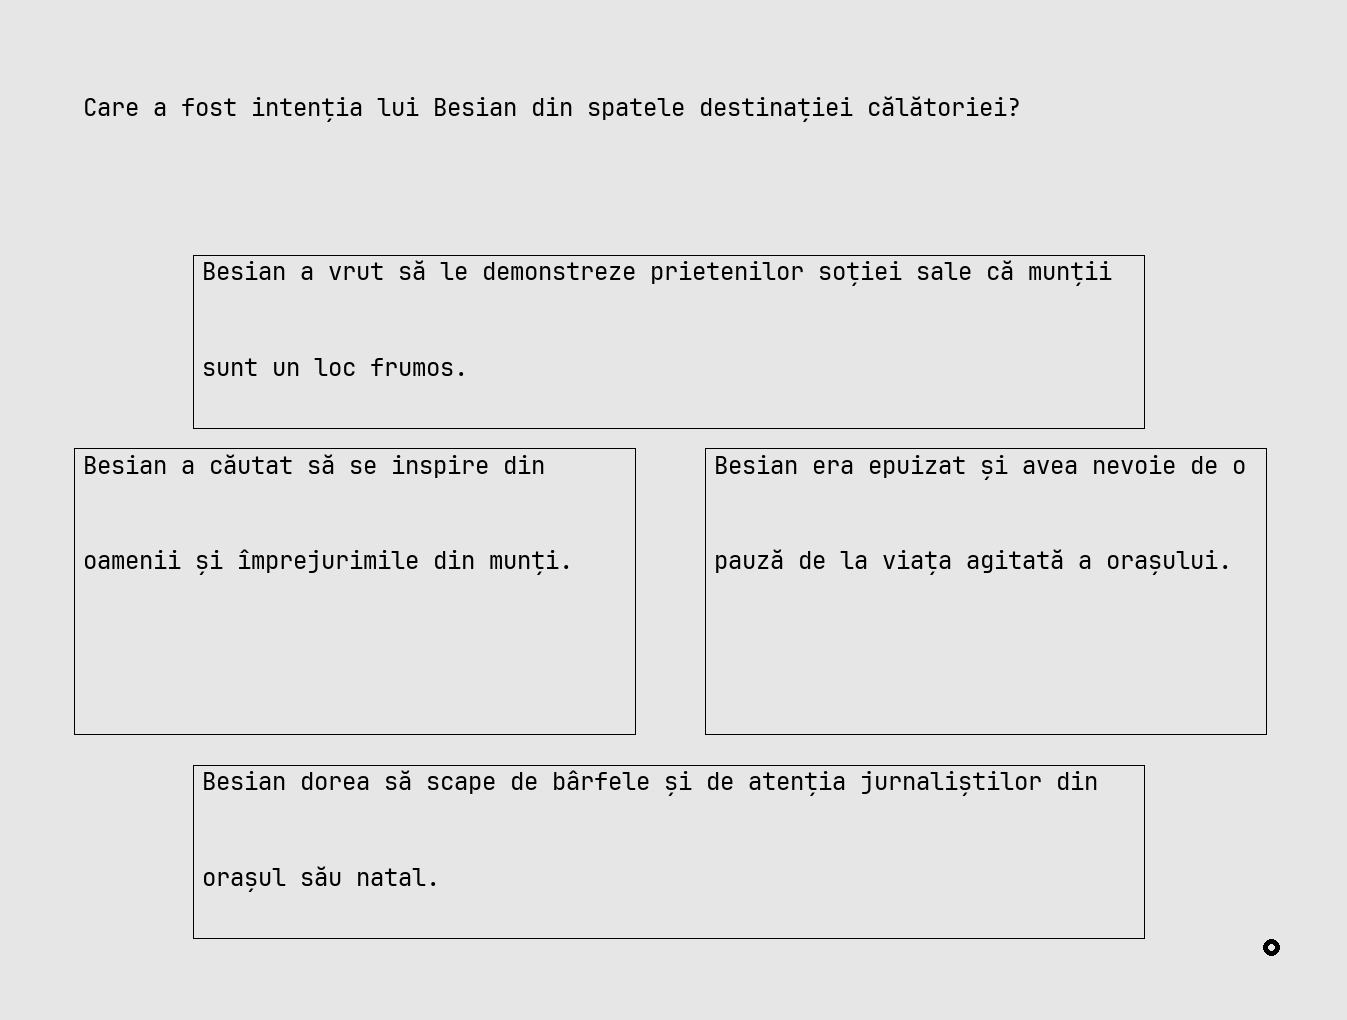 Care a fost intenția lui Besian din spatele destinației călătoriei?
Besian a vrut să le demonstreze prietenilor soției sale că munții
sunt un loc frumos.
Besian a căutat să se inspire din
oamenii și împrejurimile din munți.
Besian era epuizat și avea nevoie de o
pauză de la viața agitată a orașului.
Besian dorea să scape de bârfele și de atenția jurnaliștilor din
orașul său natal.